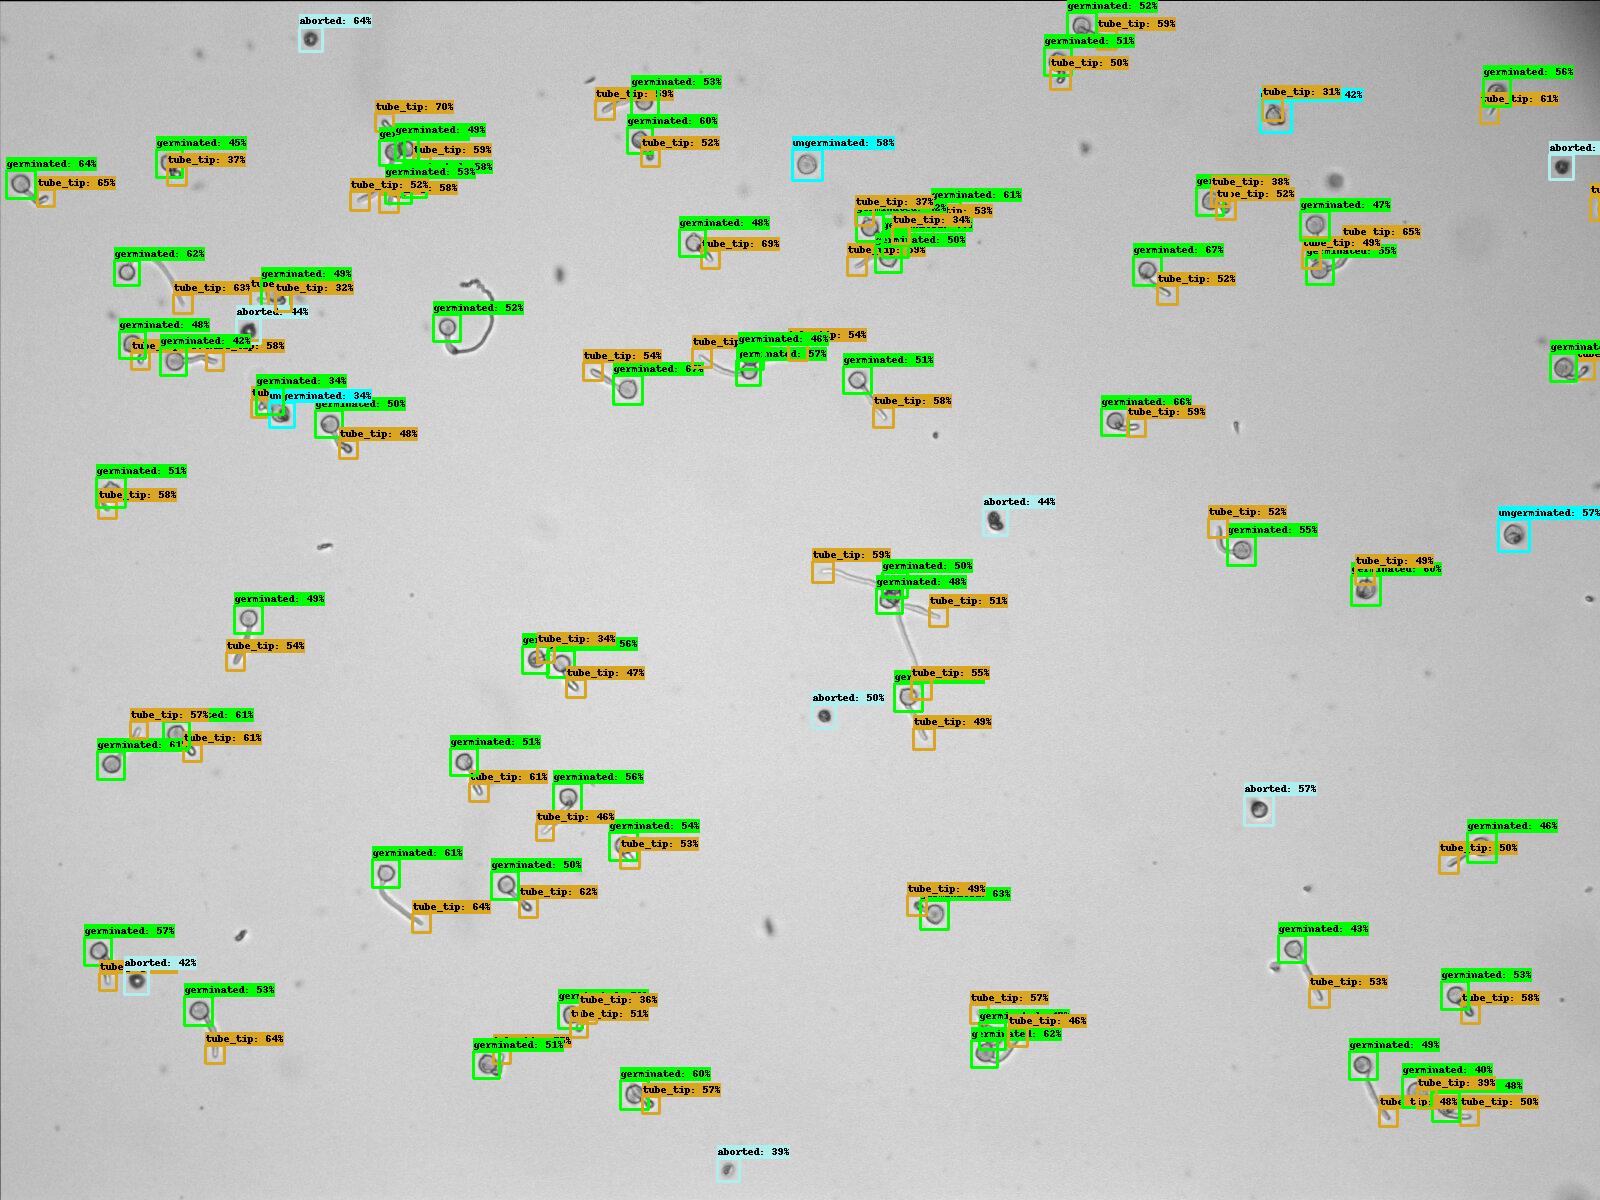 germinated: 52%
tube_tip: 59%
aborted: 64%
germinated: 51%
tube_tip: 50%
germinated: 56%
germinated: 53%
tube_tip: 31%
42%
tube_tip: 61%
tube_tip: 70%
germinated: 60%
germinated: 49%
germinated: 45%
tube_tip: 52%
ungerminated: 58%
aborted:
tube_tip: 59%
tube_tip: 37%
germinated: 64%
germinated: 53%
58%
tube_tip: 65%
tube_tip: 52%
58%
tube_tip: 38%
germinated: 61%
tube_tip: 52%
tube_tip: 37%
53%
germinated: 47%
tube_tip: 34%
germinated: 48%
tube_tip: 65%
tube_tip: 69%
50%
tube_tip: 49%
germinated: 62%
germinated: 67%
55%
germinated: 49%
tube_tip: 52%
tube_tip: 63%
tube_tip: 32%
germinated: 52%
aborted: 44%
germinated: 48%
germinated: 42%
58%
germinated: 46%
54%
57%
tube_tip: 54%
germinated: 51%
germinated: 34%
ungerminated: 34%
germinated: 50%
tube_tip: 58%
germinated: 66%
tube_tip: 59%
tube_tip: 48%
germinated: 51%
tube_tip: 58%
aborted: 44%
tube_tip: 52%
ungerminated: 57%
germinated: 55%
tube_tip: 59%
tube_tip: 49%
germinated: 50%
germinated: 48%
germinated: 49%
tube_tip: 51%
tube_tip: 54%
tube_tip: 34%
56%
tube_tip: 47%
tube_tip: 55%
aborted: 50%
tube_tip: 57%
61%
tube_tip: 49%
tube_tip: 61%
germinated: 61%
germinated: 51%
tube_tip: 61%
germinated: 56%
aborted: 57%
tube_tip: 46%
germinated: 54%
germinated: 46%
tube_tip: 53%
tube_tip: 50%
germinated: 61%
germinated: 50%
tube_tip: 62%
tube_tip: 49%
63%
tube_tip: 64%
germinated: 57%
germinated: 43%
aborted: 42%
germinated: 53%
tube_tip: 53%
germinated: 53%
tube_tip: 36%
tube_tip: 57%
tube_tip: 58%
tube_tip: 51%
tube_tip: 46%
germinated: 62%
tube_tip: 64%
germinated: 51%
germinated: 49%
germinated: 60%
germinated: 40%
tube_tip: 57%
tube_tip: 39%
48%
tube_tip: 48%
tube_tip: 50%
aborted: 39%